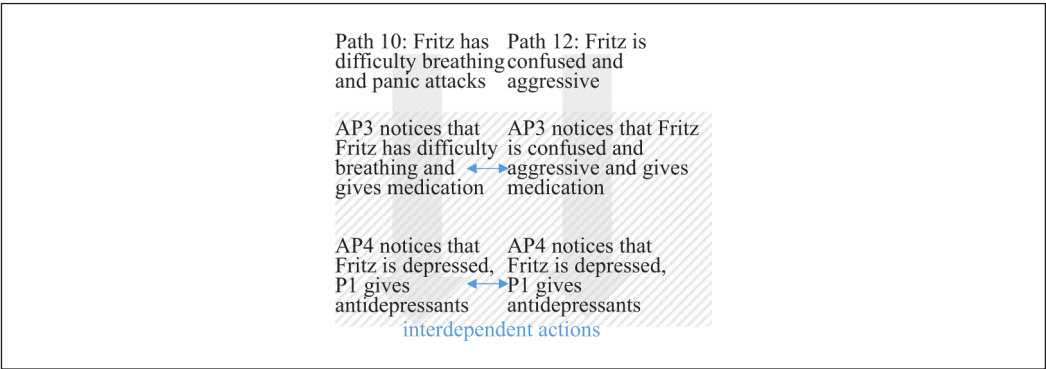 Path 10: Fritz has
difficulty breathing
and panic attacks
Path 12: Fritz is
confused and
aggressive
AP3 notices that
Fritz has difficulty
breathing and
gives medication
AP3 notices that Fritz
is confused and
aggressive and gives
medication
AP4 notices that
Fritz is depressed,
P1 gives
antidepressants
AP4 notices that
Fritz is depressed,
P1 gives
antidepressants
interdependent actions